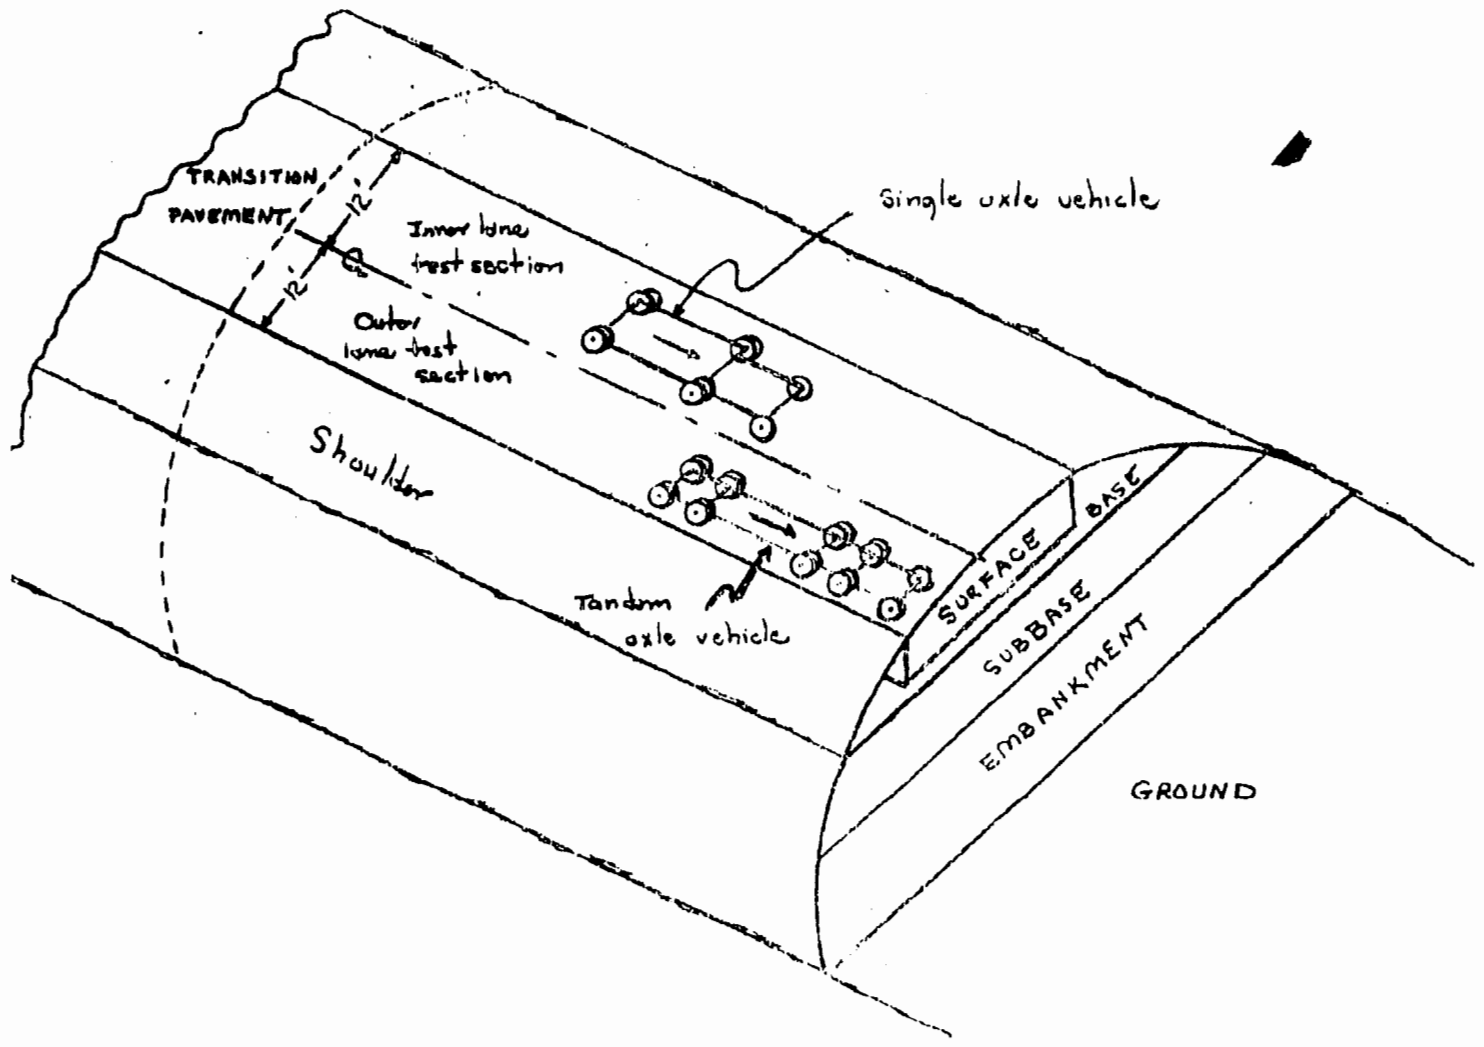 TRANSITION
PAVEMENT
12'
12'
Inner lane
test section
Outer
lane test
section
Single axle vehicle
Shoulder
Tandem
axle vehicle
SURFACE
BASE
SUBBASE
EMBANKMENT
GROUND